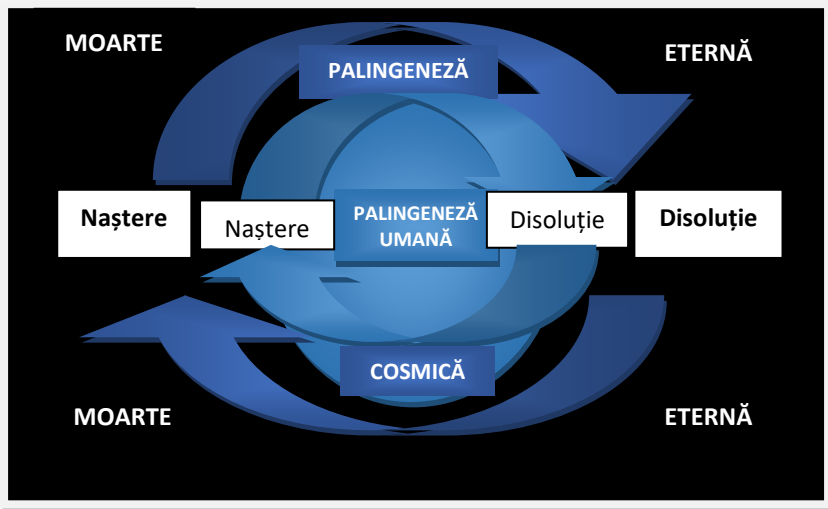 MOARTE
ETERNĂ
PALINGENEZĂ
Naștere
Naștere
PALINGENEZĂ
UMANĂ
Disoluție
Disoluție
COSMICĂ
MOARTE
ETERNĂ